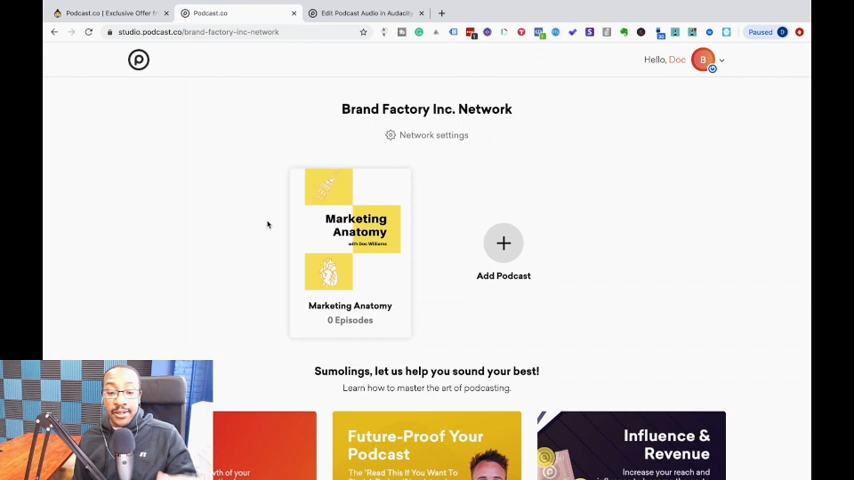 Podcast.co | Exclusive Offer fr
Podcast.co
Edit Podcast Audio in Audacity
studio.podcast.co/brand-factory-inc-network
Paused
D
Hello, Doc
B
Brand Factory Inc. Network
Network settings
Marketing
Anatomy
with Doc Williams
Marketing Anatomy
0 Episodes
Add Podcast
Sumolings, let us help you sound your best!
Learn how to master the art of podcasting.
Future-Proof Your
Podcast
The "Read This If You Want To
Influence &
Revenue
Increase your reach and